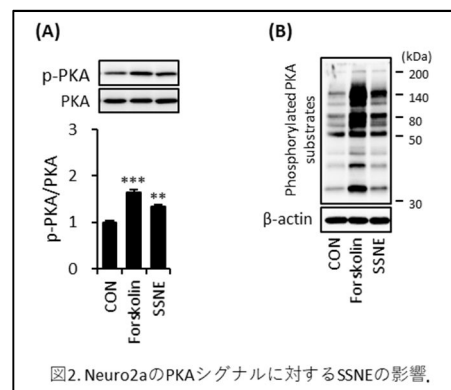 (A)
p-PKA
PKA
p-PKA/PKA
3
2
1
0
***
**
CON
Forskolin
SSNE
(B)
(kDa)
Phosphorylated PKA
substrates
200
140
80
50
30
β-actin
CON
Forskolin
SSNE
図2. Neuro2aのPKAシグナルに対するSSNEの影響.